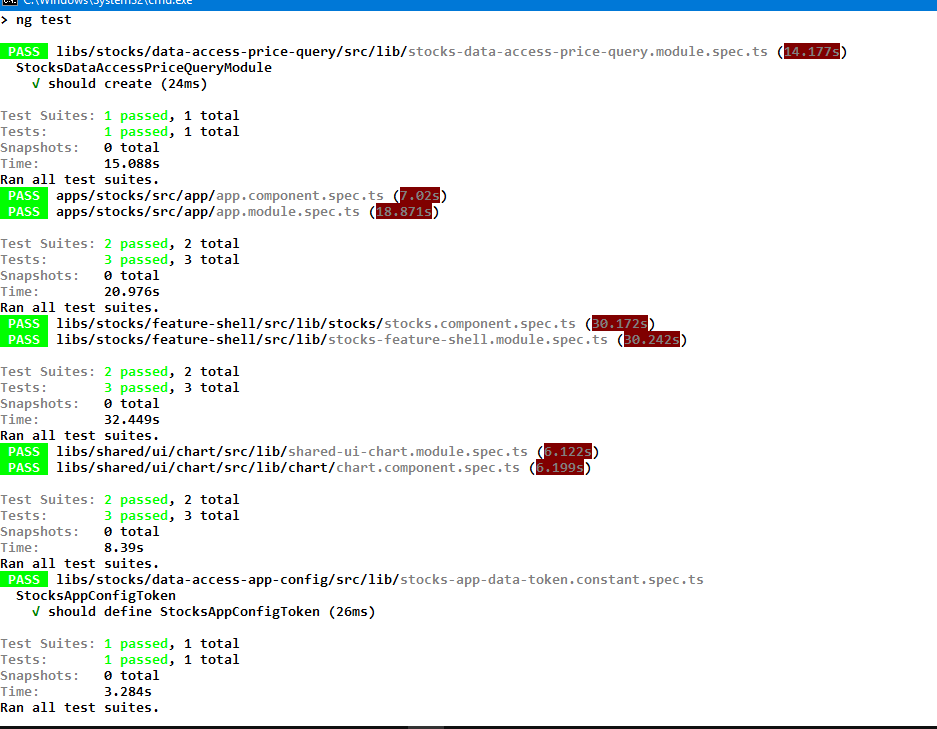 C:\Windows\System32\cmd.exe
> ng test
PASS libs/stocks/data-access-price-query/src/lib/stocks-data-access-price-query.module.spec.ts (14.177s)
StocksDataAccessPriceQueryModule
√ should create (24ms)
Test Suites: 1 passed, 1 total
Tests: 1 passed, 1 total
Snapshots: 0 total
Time: 15.088s
Ran all test suites.
PASS apps/stocks/src/app/app.component.spec.ts (7.02s)
PASS apps/stocks/src/app/app.module.spec.ts (18.871s)
Test Suites: 2 passed, 2 total
Tests: 3 passed, 3 total
Snapshots: 0 total
Time: 20.976s
Ran all test suites.
PASS libs/stocks/feature-shell/src/lib/stocks/stocks.component.spec.ts (30.172s)
PASS libs/stocks/feature-shell/src/lib/stocks-feature-shell.module.spec.ts (30.242s)
Test Suites: 2 passed, 2 total
Tests: 3 passed, 3 total
Snapshots: 0 total
Time: 32.449s
Ran all test suites.
PASS libs/shared/ui/chart/src/lib/shared-ui-chart.module.spec.ts (6.122s)
PASS libs/shared/ui/chart/src/lib/chart/chart.component.spec.ts (6.199s)
Test Suites: 2 passed, 2 total
Tests: 3 passed, 3 total
Snapshots: 0 total
Time: 8.39s
Ran all test suites.
PASS libs/stocks/data-access-app-config/src/lib/stocks-app-data-token.constant.spec.ts
StocksAppConfigToken
√ should define StocksAppConfigToken (26ms)
Test Suites: 1 passed, 1 total
Tests: 1 passed, 1 total
Snapshots: 0 total
Time: 3.284s
Ran all test suites.